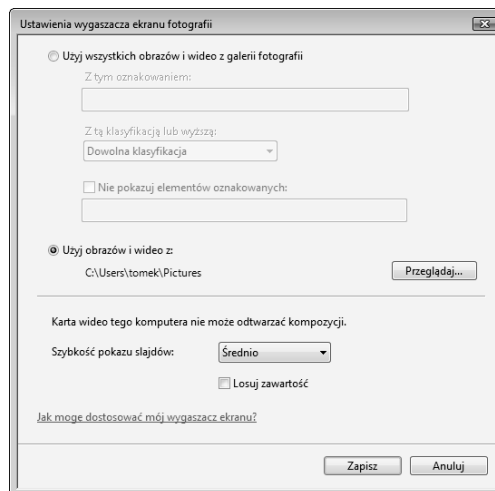 Ustawienia wygaszacza ekranu fotografii
Użyj wszystkich obrazów i wideo z galerii fotografii
Z tym oznakowaniem:
Z tą klasyfikacją lub wyższą:
Dowolna klasyfikacja
Nie pokazuj elementów oznakowanych:
Użyj obrazów i wideo z:
C:\Users\tomek\Pictures
Przeglądaj...
Karta wideo tego komputera nie może odtwarzać kompozycji.
Szybkość pokazu slajdów:
Średnio
Losuj zawartość
Jak mogę dostosować mój wygaszacz ekranu?
Zapisz
Anuluj